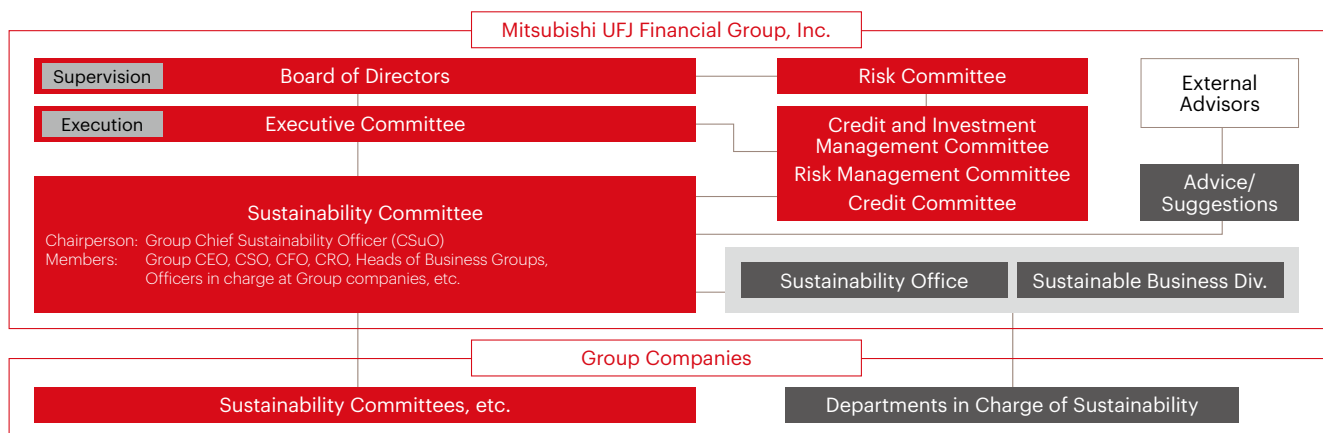 Mitsubishi UFJ Financial Group, Inc.
Supervision
Board of Directors
Risk Committee
External
Advisors
Execution
Executive Committee
Credit and Investment
Management Committee
Risk Management Committee
Credit Committee
Advice/
Suggestions
Sustainability Committee
Chairperson: Group Chief Sustainability Officer (CSuO)
Members: Group CEO, CSO, CFO, CRO, Heads of Business Groups,
Officers in charge at Group companies, etc.
Sustainability Office
Sustainable Business Div.
Group Companies
Sustainability Committees, etc.
Departments in Charge of Sustainability